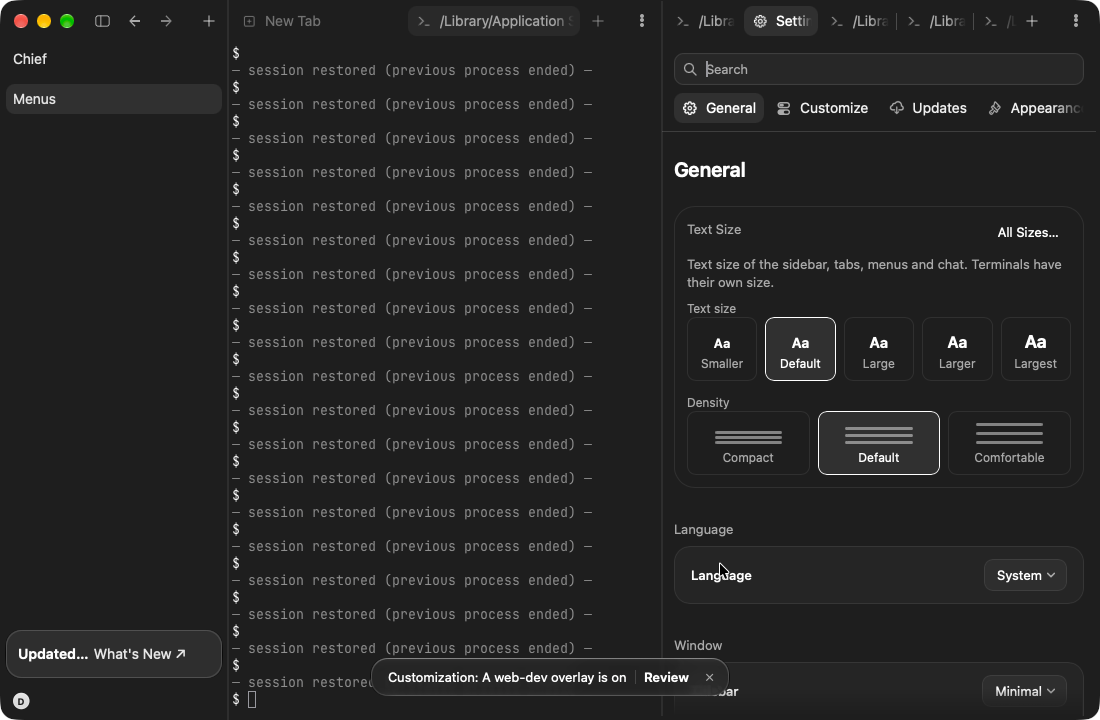 New Tab
/Library/Application
/Libra
Settin
/Libra
/Libra
Chief
Menus
$
— session restored (previous process ended) —
$
— session restored (previous process ended) —
$
— session restored (previous process ended) —
$
— session restored (previous process ended) —
$
— session restored (previous process ended) —
$
— session restored (previous process ended) —
$
— session restored (previous process ended) —
$
— session restored (previous process ended) —
$
— session restored (previous process ended) —
$
— session restored (previous process ended) —
$
— session restored (previous process ended) —
$
— session restored (previous process ended) —
$
— session restored (previous process ended) —
$
— session restored (previous process ended) —
$
— session restored (previous process ended) —
$
— session restored (previous process ended) —
$
— session restored (previous process ended) —
$
— session restored (previous process ended) —
$
— session restored
$
Search
General
Customize
Updates
Appearanc
General
Text Size
All Sizes...
Text size of the sidebar, tabs, menus and chat. Terminals have
their own size.
Text size
Aa Aa Aa Aa Aa
Smaller Default Large Larger Largest
Density
Compact Default Comfortable
Language
Language
System
Window
Minimal
Customization: A web-dev overlay is on
Review
Updated... What's New ↗
D